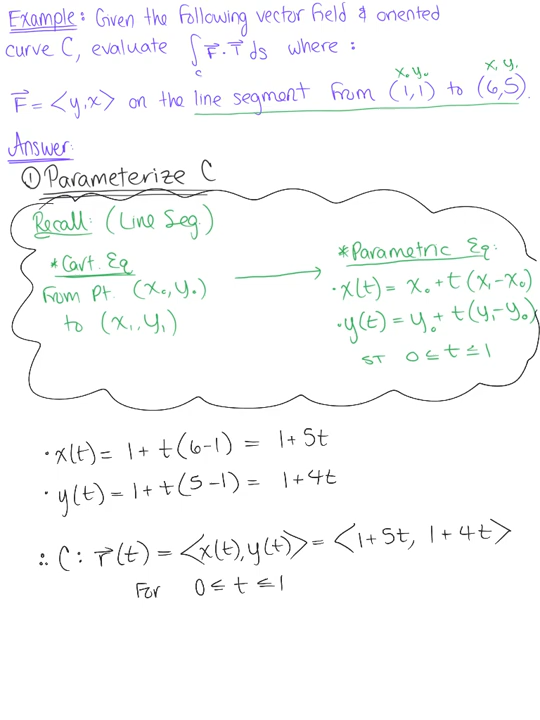 Example: Given the following vector field & oriented
curve C, evaluate ∫_C F⃗·T⃗ ds where:
x₀ y₀ x₁ y₁
F⃗ = <y,x> on the line segment from (1,1) to (6,5).
Answer:
① Parameterize C
Recall: (Line Seg.)
*Cart. Eq
From Pt. (x₀,y₀)
to (x₁,y₁)
*Parametric Eq:
·x(t) = x₀ + t(x₁-x₀)
·y(t) = y₀ + t(y₁-y₀)
ST 0 ≤ t ≤ 1
·x(t) = 1 + t(6-1) = 1+5t
·y(t) = 1 + t(5-1) = 1+4t
∴ C: r⃗(t) = <x(t), y(t)> = <1+5t, 1+4t>
For 0 ≤ t ≤ 1